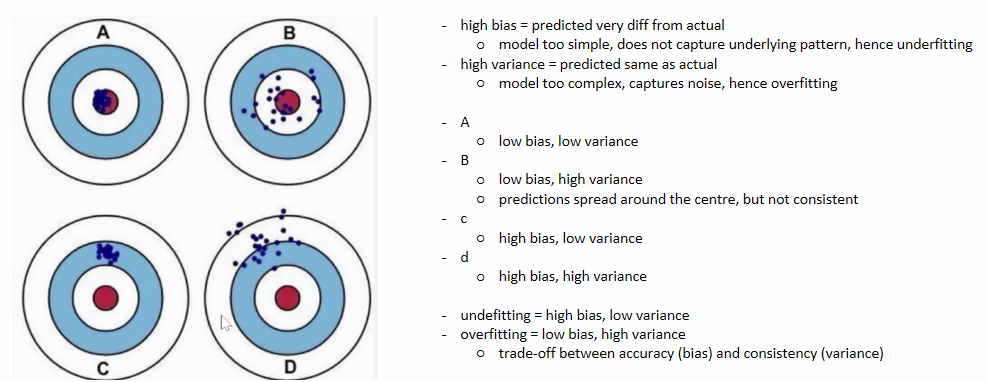 A
B
C
D
- high bias = predicted very diff from actual
o model too simple, does not capture underlying pattern, hence underfitting
- high variance = predicted same as actual
o model too complex, captures noise, hence overfitting
- A
o low bias, low variance
- B
o low bias, high variance
o predictions spread around the centre, but not consistent
- c
o high bias, low variance
- d
o high bias, high variance
- undefitting = high bias, low variance
- overfitting = low bias, high variance
o trade-off between accuracy (bias) and consistency (variance)